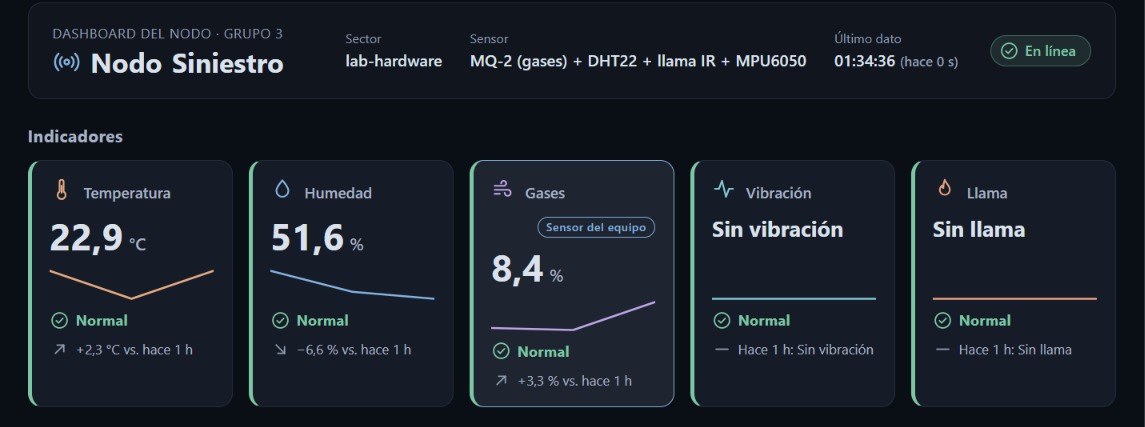 DASHBOARD DEL NODO · GRUPO 3
Nodo Siniestro
Sector
lab-hardware
Sensor
MQ-2 (gases) + DHT22 + llama IR + MPU6050
Último dato
01:34:36 (hace 0 s)
En línea
Indicadores
Temperatura
22,9 °C
Normal
+2,3 °C vs. hace 1 h
Humedad
51,6 %
Normal
−6,6 % vs. hace 1 h
Gases
Sensor del equipo
8,4 %
Normal
+3,3 % vs. hace 1 h
Vibración
Sin vibración
Normal
Hace 1 h: Sin vibración
Llama
Sin llama
Normal
Hace 1 h: Sin llama